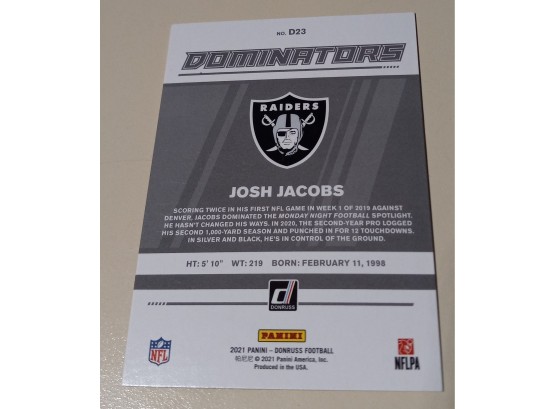 NO. D23
DOMINATORS
RAIDERS
JOSH JACOBS
SCORING TWICE IN HIS FIRST NFL GAME IN WEEK 1 OF 2019 AGAINST
DENVER, JACOBS DOMINATED THE MONDAY NIGHT FOOTBALL SPOTLIGHT.
HE HASN'T CHANGED HIS WAYS. IN 2020, THE SECOND-YEAR PRO LOGGED
HIS SECOND 1,000-YARD SEASON AND PUNCHED IN FOR 12 TOUCHDOWNS.
IN SILVER AND BLACK, HE'S IN CONTROL OF THE GROUND.
HT: 5' 10" WT: 219 BORN: FEBRUARY 11, 1998
d
DONRUSS
PANINI
NFL
2021 PANINI – DONRUSS FOOTBALL
帕尼尼 © 2021 Panini America, Inc.
Produced in the USA.
NFLPA